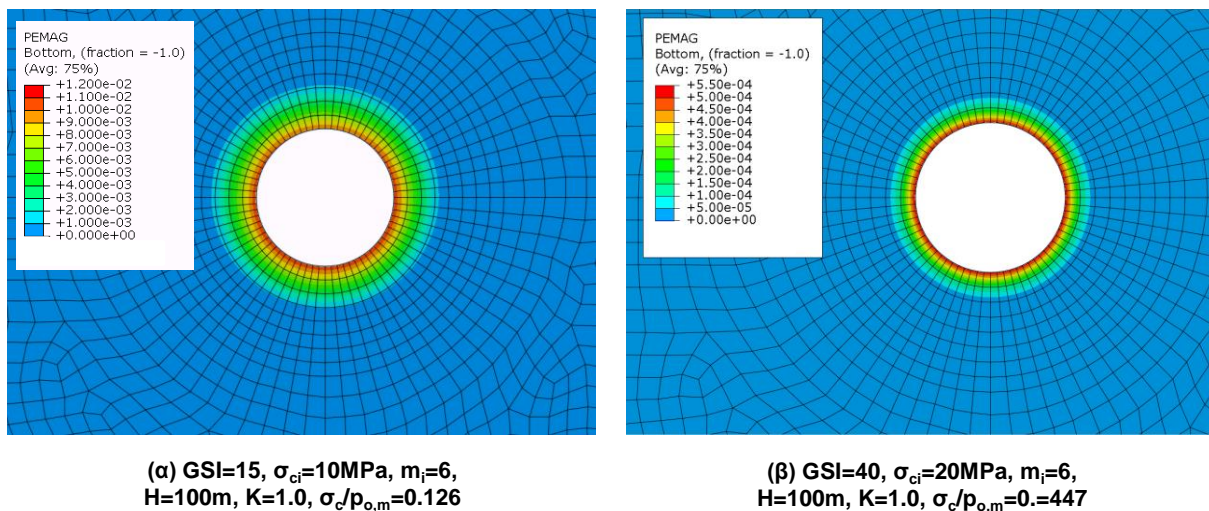 PEMAG
Bottom, (fraction = -1.0)
(Avg: 75%)
+1.200e-02
+1.100e-02
+1.000e-02
+9.000e-03
+8.000e-03
+7.000e-03
+6.000e-03
+5.000e-03
+4.000e-03
+3.000e-03
+2.000e-03
+1.000e-03
+0.000e+00
(α) GSI=15, σci=10MPa, mi=6,
H=100m, K=1.0, σc/po,m=0.126
PEMAG
Bottom, (fraction = -1.0)
(Avg: 75%)
+5.50e-04
+5.00e-04
+4.50e-04
+3.50e-04
+3.00e-04
+2.50e-04
+2.00e-04
+1.50e-04
+1.00e-04
+5.00e-05
+0.00e+00
(β) GSI=40, σci=20MPa, mi=6,
H=100m, K=1.0, σc/po,m=0.=447